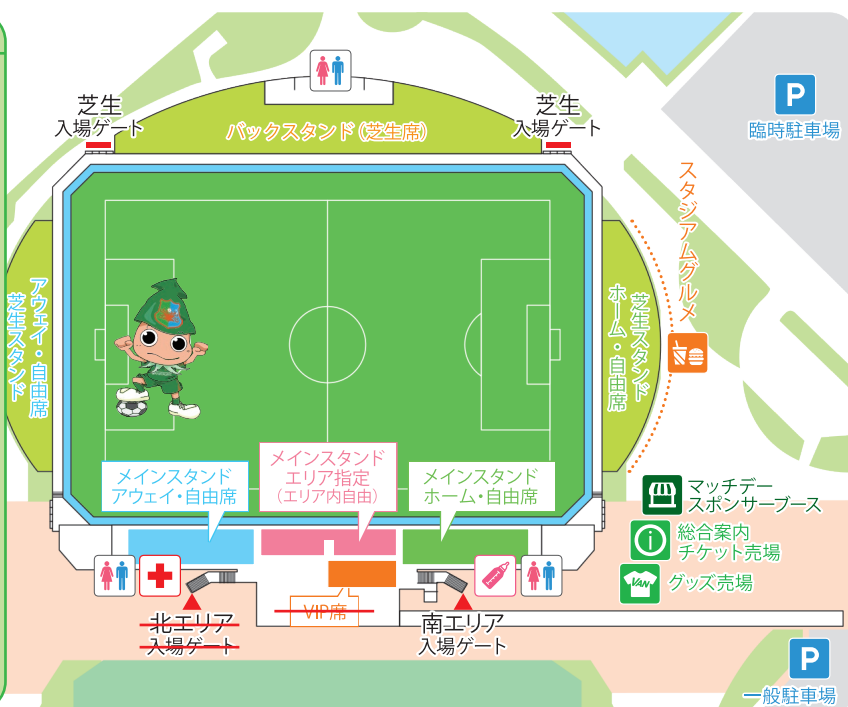 芝生
入場ゲート
バックスタンド（芝生席）
芝生
入場ゲート
P
臨時駐車場
スタジアムグルメ
アウェイ・自由席
芝生スタンド
芝生スタンド
ホーム・自由席
メインスタンド
アウェイ・自由席
メインスタンド
エリア指定
（エリア内自由）
メインスタンド
ホーム・自由席
マッチデー
スポンサーブース
i
総合案内
チケット売場
VAN
グッズ売場
VIP席
北エリア
入場ゲート
南エリア
入場ゲート
P
一般駐車場